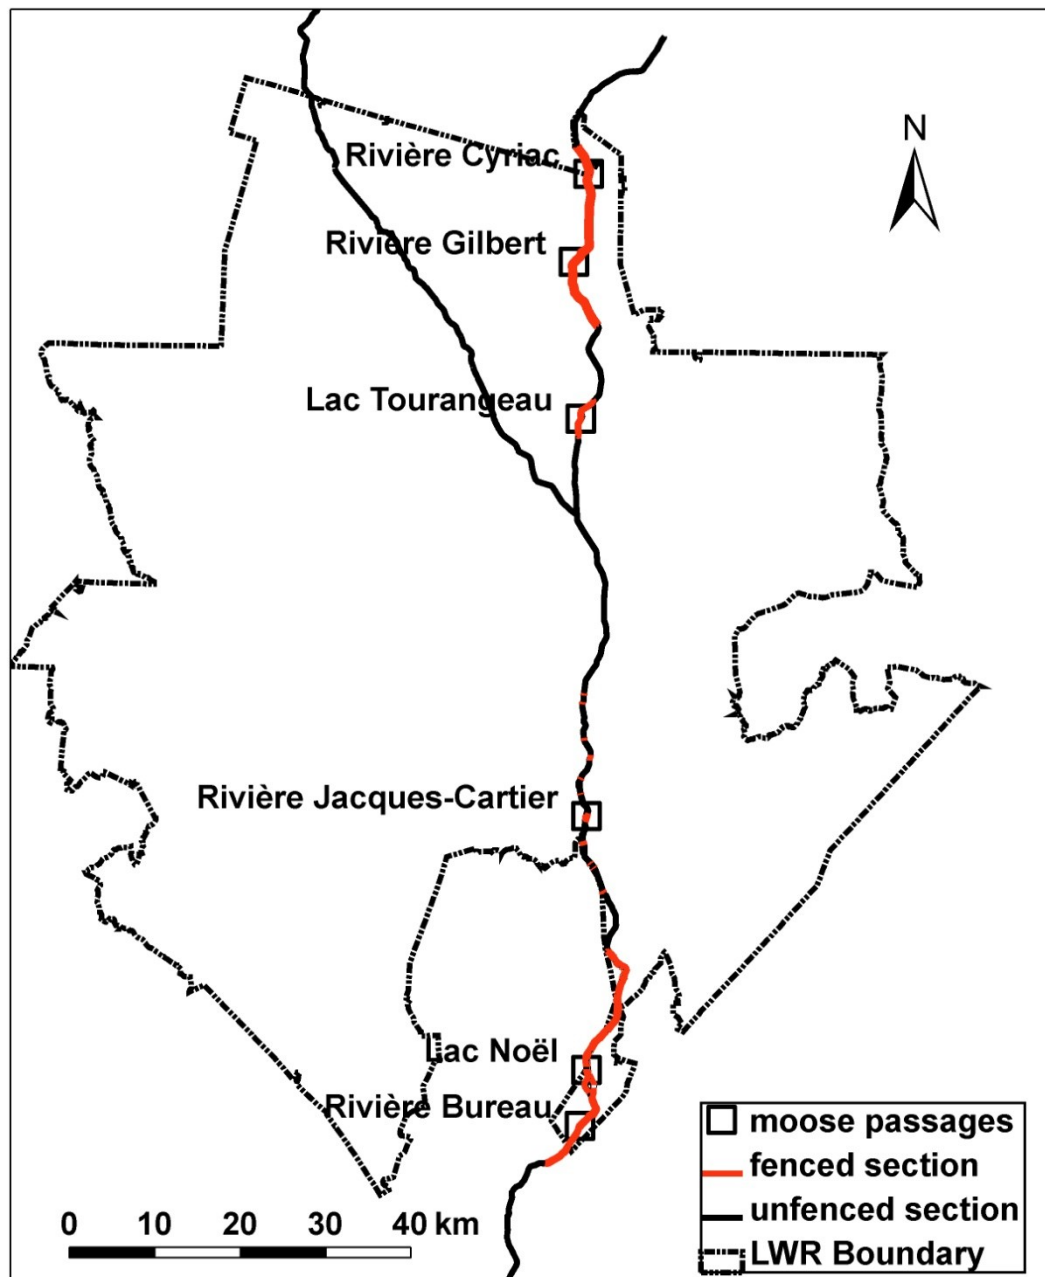 N
Rivière Cyriac
Rivière Gilbert
Lac Tourangeau
Rivière Jacques-Cartier
Lac Noël
Rivière Bureau
moose passages
fenced section
unfenced section
LWR Boundary
0 10 20 30 40 km